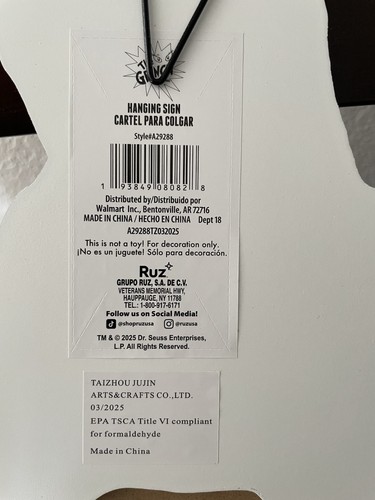 HANGING SIGN
CARTEL PARA COLGAR
Style#A29288
1 93849 08082 8
Distributed by/Distribuido por
Walmart Inc., Bentonville, AR 72716
MADE IN CHINA / HECHO EN CHINA Dept 18
A29288TZ032025
This is not a toy! For decoration only.
¡No es un juguete! Sólo para decoración.
Ruz
GRUPO RUZ, S.A. DE C.V.
VETERANS MEMORIAL HWY,
HAUPPAUGE, NY 11788
TEL.: 1-800-917-6171
Follow us on Social Media!
@shopruzusa @ruzusa
TM & © 2025 Dr. Seuss Enterprises,
L.P. All Rights Reserved.
TAIZHOU JUJIN
ARTS&CRAFTS CO.,LTD.
03/2025
EPA TSCA Title VI compliant
for formaldehyde
Made in China